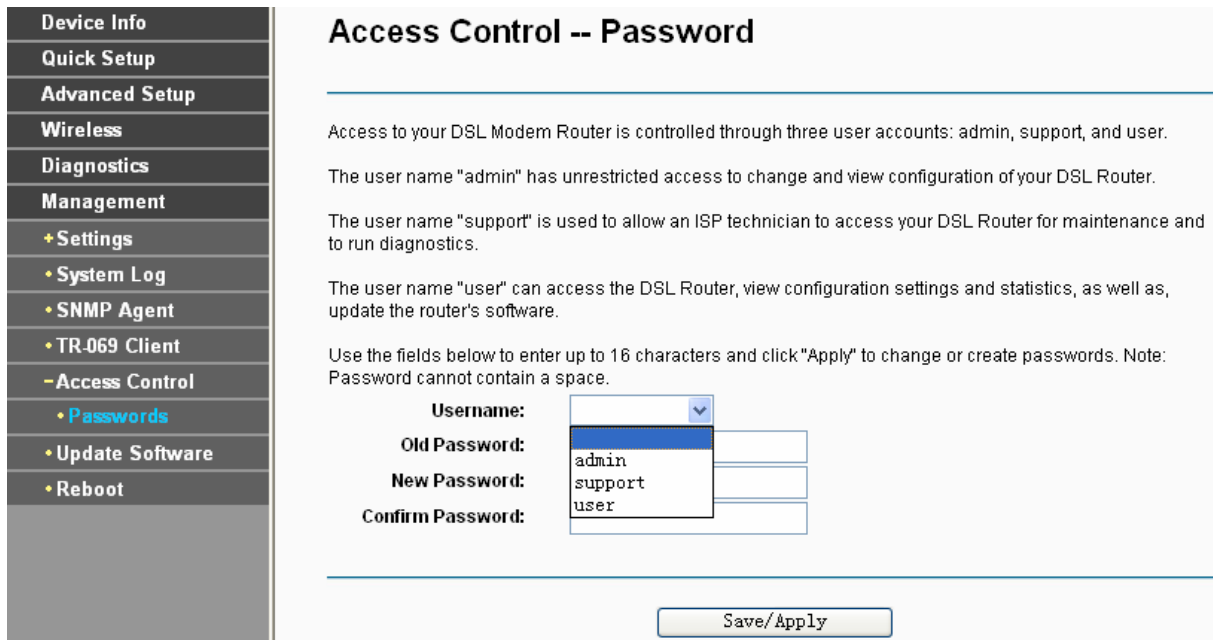 Device Info
Quick Setup
Advanced Setup
Wireless
Diagnostics
Management
+Settings
•System Log
•SNMP Agent
•TR-069 Client
−Access Control
•Passwords
•Update Software
•Reboot
Access Control -- Password
Access to your DSL Modem Router is controlled through three user accounts: admin, support, and user.
The user name "admin" has unrestricted access to change and view configuration of your DSL Router.
The user name "support" is used to allow an ISP technician to access your DSL Router for maintenance and
to run diagnostics.
The user name "user" can access the DSL Router, view configuration settings and statistics, as well as,
update the router's software.
Use the fields below to enter up to 16 characters and click "Apply" to change or create passwords. Note:
Password cannot contain a space.
Username:
Old Password:
New Password:
Confirm Password:
admin
support
user
Save/Apply